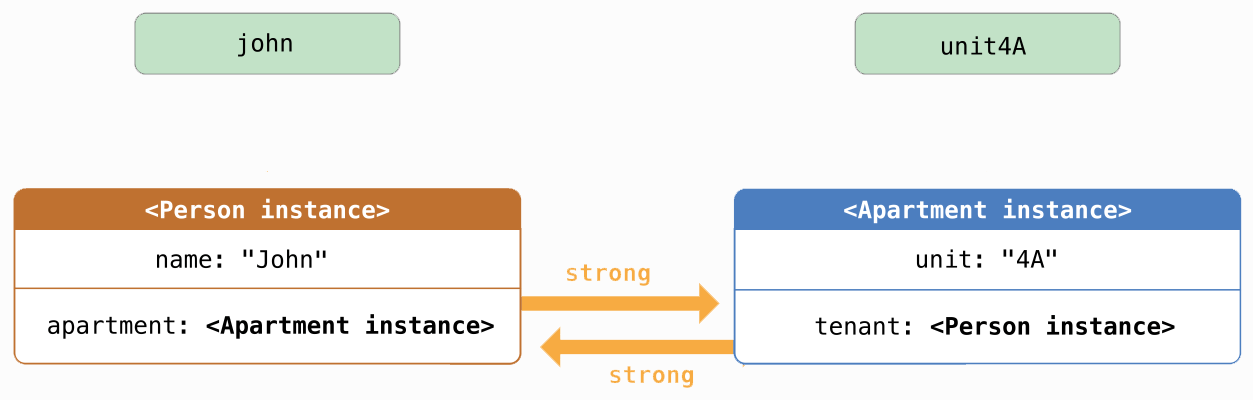 john
unit4A
<Person instance>
<Apartment instance>
name: "John"
unit: "4A"
strong
apartment: <Apartment instance>
tenant: <Person instance>
strong